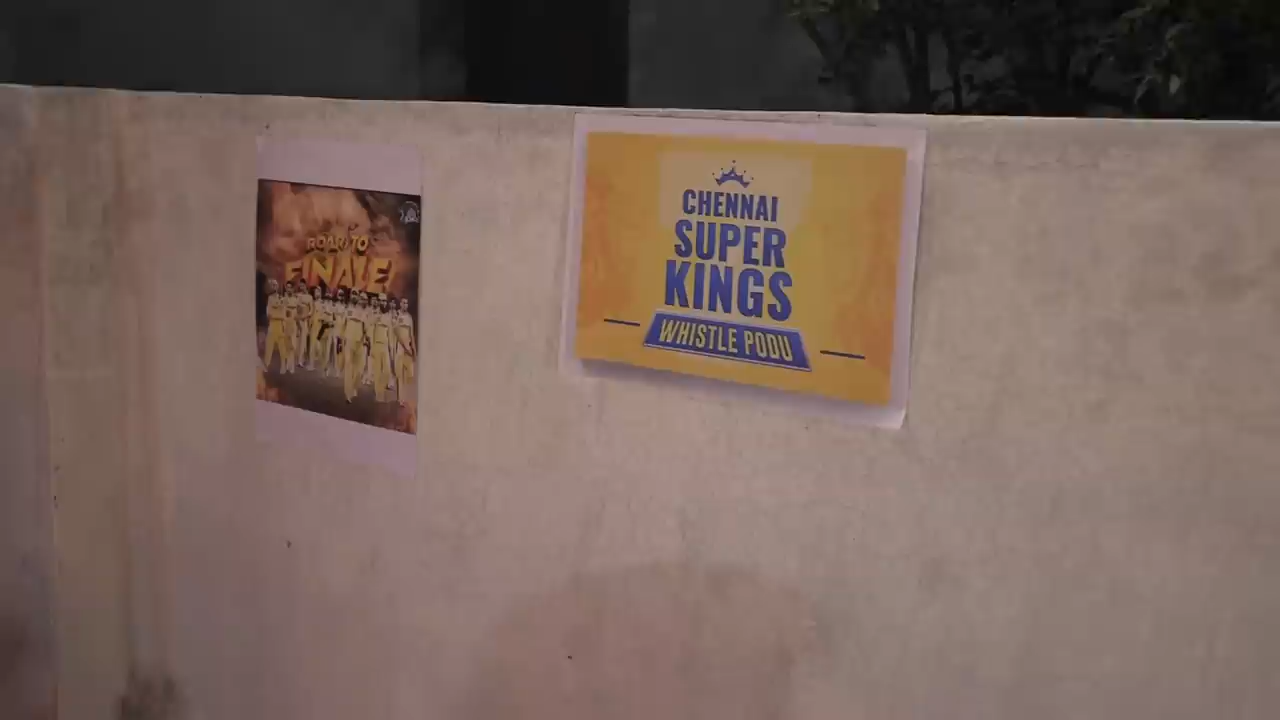 ROAR! TO
FINALE!
CHENNAI
SUPER
KINGS
WHISTLE PODU